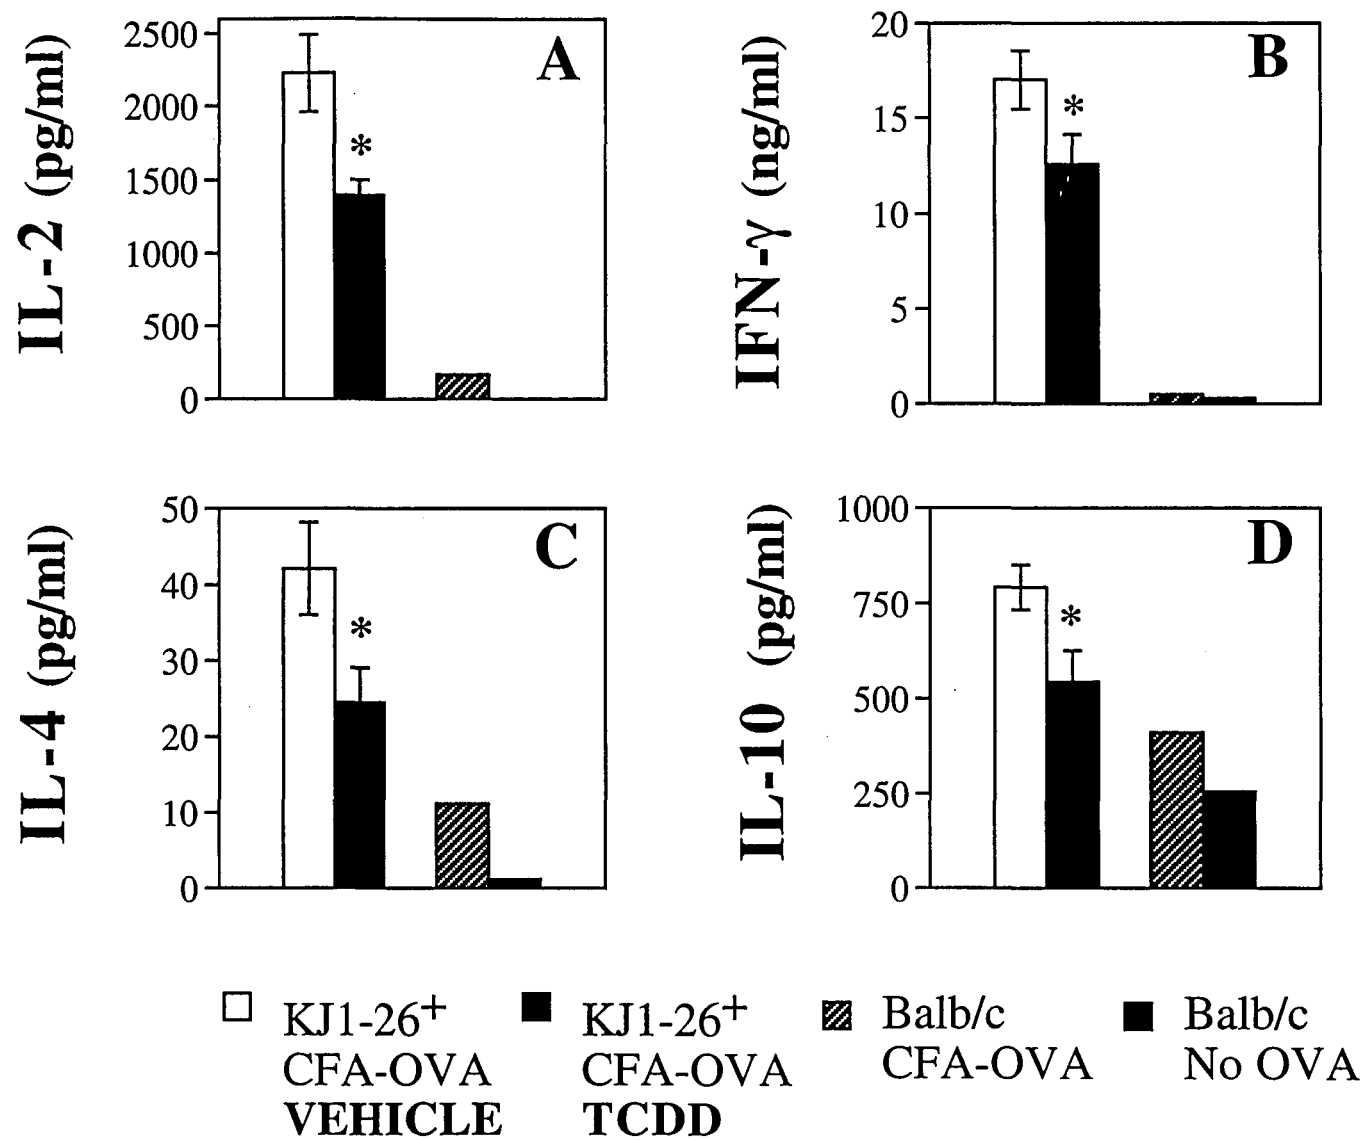 A
IL-2 (pg/ml)
2500
2000
1500
1000
500
0
*
B
IFN-γ (ng/ml)
20
15
10
5
0
*
C
IL-4 (pg/ml)
50
40
30
20
10
0
*
D
IL-10 (pg/ml)
1000
750
500
250
0
*
KJ1-26+
CFA-OVA
VEHICLE
KJ1-26+
CFA-OVA
TCDD
Balb/c
CFA-OVA
Balb/c
No OVA